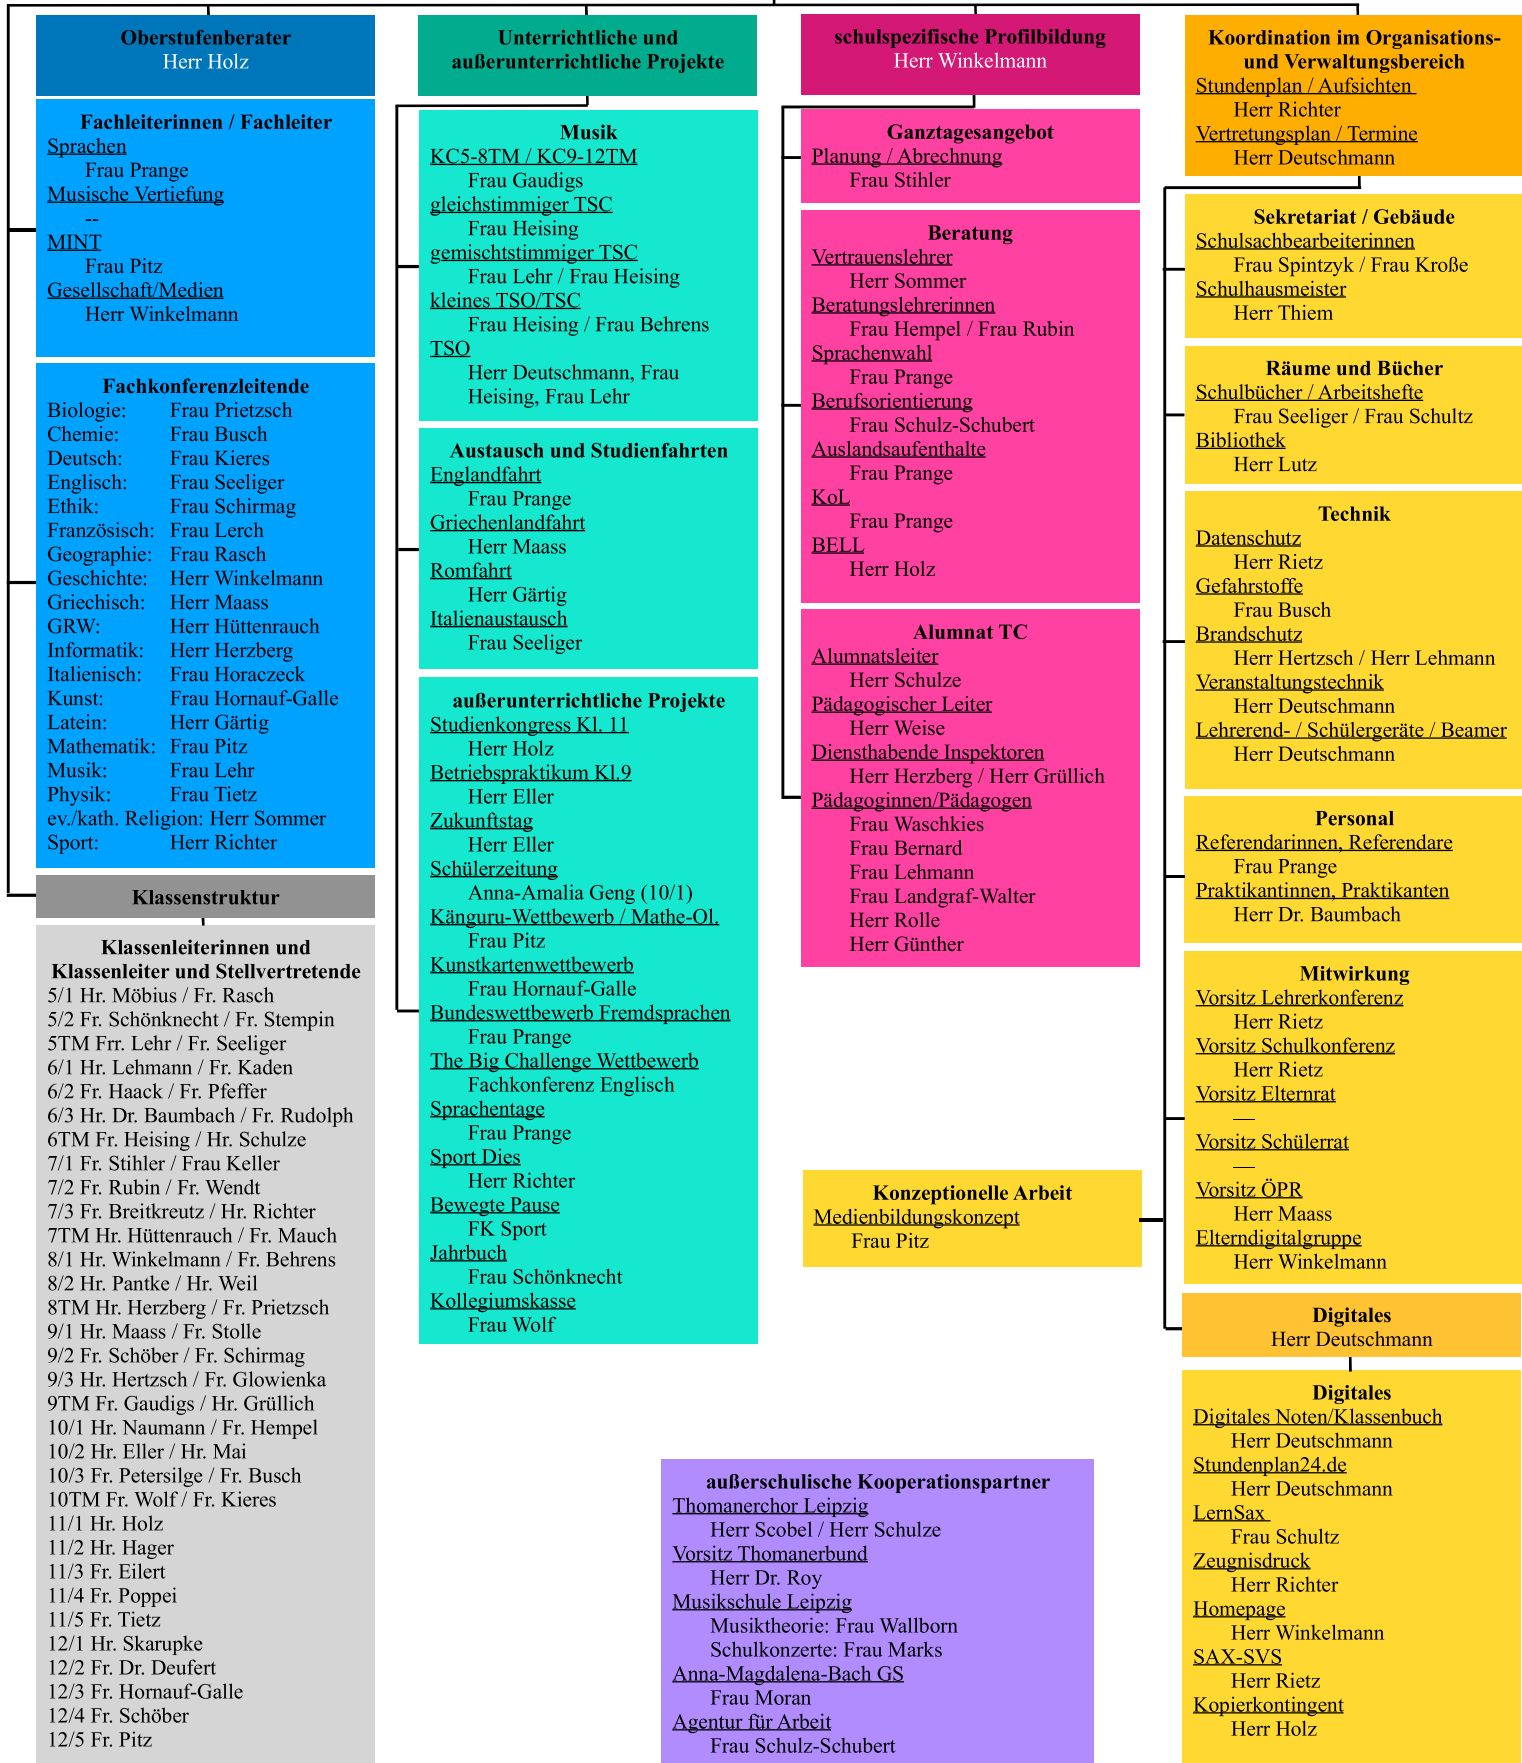 Oberstufenberater
Herr Holz
Fachleiterinnen / Fachleiter
Sprachen
Frau Prange
Musische Vertiefung
--
MINT
Frau Pitz
Gesellschaft/Medien
Herr Winkelmann
Fachkonferenzleitende
Biologie: Frau Prietzsch
Chemie: Frau Busch
Deutsch: Frau Kieres
Englisch: Frau Seeliger
Ethik: Frau Schirmag
Französisch: Frau Lerch
Geographie: Frau Rasch
Geschichte: Herr Winkelmann
Griechisch: Herr Maass
GRW: Herr Hüttenrauch
Informatik: Herr Herzberg
Italienisch: Frau Horaczeck
Kunst: Frau Hornauf-Galle
Latein: Herr Gärtig
Mathematik: Frau Pitz
Musik: Frau Lehr
Physik: Frau Tietz
ev./kath. Religion: Herr Sommer
Sport: Herr Richter
Klassenstruktur
Klassenleiterinnen und
Klassenleiter und Stellvertretende
5/1 Hr. Möbius / Fr. Rasch
5/2 Fr. Schönknecht / Fr. Stempin
5TM Frr. Lehr / Fr. Seeliger
6/1 Hr. Lehmann / Fr. Kaden
6/2 Fr. Haack / Fr. Pfeffer
6/3 Hr. Dr. Baumbach / Fr. Rudolph
6TM Fr. Heising / Hr. Schulze
7/1 Fr. Stihler / Frau Keller
7/2 Fr. Rubin / Fr. Wendt
7/3 Fr. Breitkreutz / Hr. Richter
7TM Hr. Hüttenrauch / Fr. Mauch
8/1 Hr. Winkelmann / Fr. Behrens
8/2 Hr. Pantke / Hr. Weil
8TM Hr. Herzberg / Fr. Prietzsch
9/1 Hr. Maass / Fr. Stolle
9/2 Fr. Schöber / Fr. Schirmag
9/3 Hr. Hertzsch / Fr. Glowienka
9TM Fr. Gaudigs / Hr. Grüllich
10/1 Hr. Naumann / Fr. Hempel
10/2 Hr. Eller / Hr. Mai
10/3 Fr. Petersilge / Fr. Busch
10TM Fr. Wolf / Fr. Kieres
11/1 Hr. Holz
11/2 Hr. Hager
11/3 Fr. Eilert
11/4 Fr. Poppei
11/5 Fr. Tietz
12/1 Hr. Skarupke
12/2 Fr. Dr. Deufert
12/3 Fr. Hornauf-Galle
12/4 Fr. Schöber
12/5 Fr. Pitz
Unterrichtliche und
außerunterrichtliche Projekte
Musik
KC5-8TM / KC9-12TM
Frau Gaudigs
gleichstimmiger TSC
Frau Heising
gemischtstimmiger TSC
Frau Lehr / Frau Heising
kleines TSO/TSC
Frau Heising / Frau Behrens
TSO
Herr Deutschmann, Frau
Heising, Frau Lehr
Austausch und Studienfahrten
Englandfahrt
Frau Prange
Griechenlandfahrt
Herr Maass
Romfahrt
Herr Gärtig
Italienaustausch
Frau Seeliger
außerunterrichtliche Projekte
Studienkongress Kl. 11
Herr Holz
Betriebspraktikum Kl.9
Herr Eller
Zukunftstag
Herr Eller
Schülerzeitung
Anna-Amalia Geng (10/1)
Känguru-Wettbewerb / Mathe-Ol.
Frau Pitz
Kunstkartenwettbewerb
Frau Hornauf-Galle
Bundeswettbewerb Fremdsprachen
Frau Prange
The Big Challenge Wettbewerb
Fachkonferenz Englisch
Sprachentage
Frau Prange
Sport Dies
Herr Richter
Bewegte Pause
FK Sport
Jahrbuch
Frau Schönknecht
Kollegiumskasse
Frau Wolf
schulspezifische Profilbildung
Herr Winkelmann
Ganztagesangebot
Planung / Abrechnung
Frau Stihler
Beratung
Vertrauenslehrer
Herr Sommer
Beratungslehrerinnen
Frau Hempel / Frau Rubin
Sprachenwahl
Frau Prange
Berufsorientierung
Frau Schulz-Schubert
Auslandsaufenthalte
Frau Prange
KoL
Frau Prange
BELL
Herr Holz
Alumnat TC
Alumnatsleiter
Herr Schulze
Pädagogischer Leiter
Herr Weise
Diensthabende Inspektoren
Herr Herzberg / Herr Grüllich
Pädagoginnen/Pädagogen
Frau Waschkies
Frau Bernard
Frau Lehmann
Frau Landgraf-Walter
Herr Rolle
Herr Günther
Konzeptionelle Arbeit
Medienbildungskonzept
Frau Pitz
außerschulische Kooperationspartner
Thomanerchor Leipzig
Herr Scobel / Herr Schulze
Vorsitz Thomanerbund
Herr Dr. Roy
Musikschule Leipzig
Musiktheorie: Frau Wallborn
Schulkonzerte: Frau Marks
Anna-Magdalena-Bach GS
Frau Moran
Agentur für Arbeit
Frau Schulz-Schubert
Koordination im Organisations-
und Verwaltungsbereich
Stundenplan / Aufsichten
Herr Richter
Vertretungsplan / Termine
Herr Deutschmann
Sekretariat / Gebäude
Schulsachbearbeiterinnen
Frau Spintzyk / Frau Kroße
Schulhausmeister
Herr Thiem
Räume und Bücher
Schulbücher / Arbeitshefte
Frau Seeliger / Frau Schultz
Bibliothek
Herr Lutz
Technik
Datenschutz
Herr Rietz
Gefahrstoffe
Frau Busch
Brandschutz
Herr Hertzsch / Herr Lehmann
Veranstaltungstechnik
Herr Deutschmann
Lehrerend- / Schülergeräte / Beamer
Herr Deutschmann
Personal
Referendarinnen, Referendare
Frau Prange
Praktikantinnen, Praktikanten
Herr Dr. Baumbach
Mitwirkung
Vorsitz Lehrerkonferenz
Herr Rietz
Vorsitz Schulkonferenz
Herr Rietz
Vorsitz Elternrat
—
Vorsitz Schülerrat
—
Vorsitz ÖPR
Herr Maass
Elterndigitalgruppe
Herr Winkelmann
Digitales
Herr Deutschmann
Digitales
Digitales Noten/Klassenbuch
Herr Deutschmann
Stundenplan24.de
Herr Deutschmann
LernSax
Frau Schultz
Zeugnisdruck
Herr Richter
Homepage
Herr Winkelmann
SAX-SVS
Herr Rietz
Kopierkontingent
Herr Holz